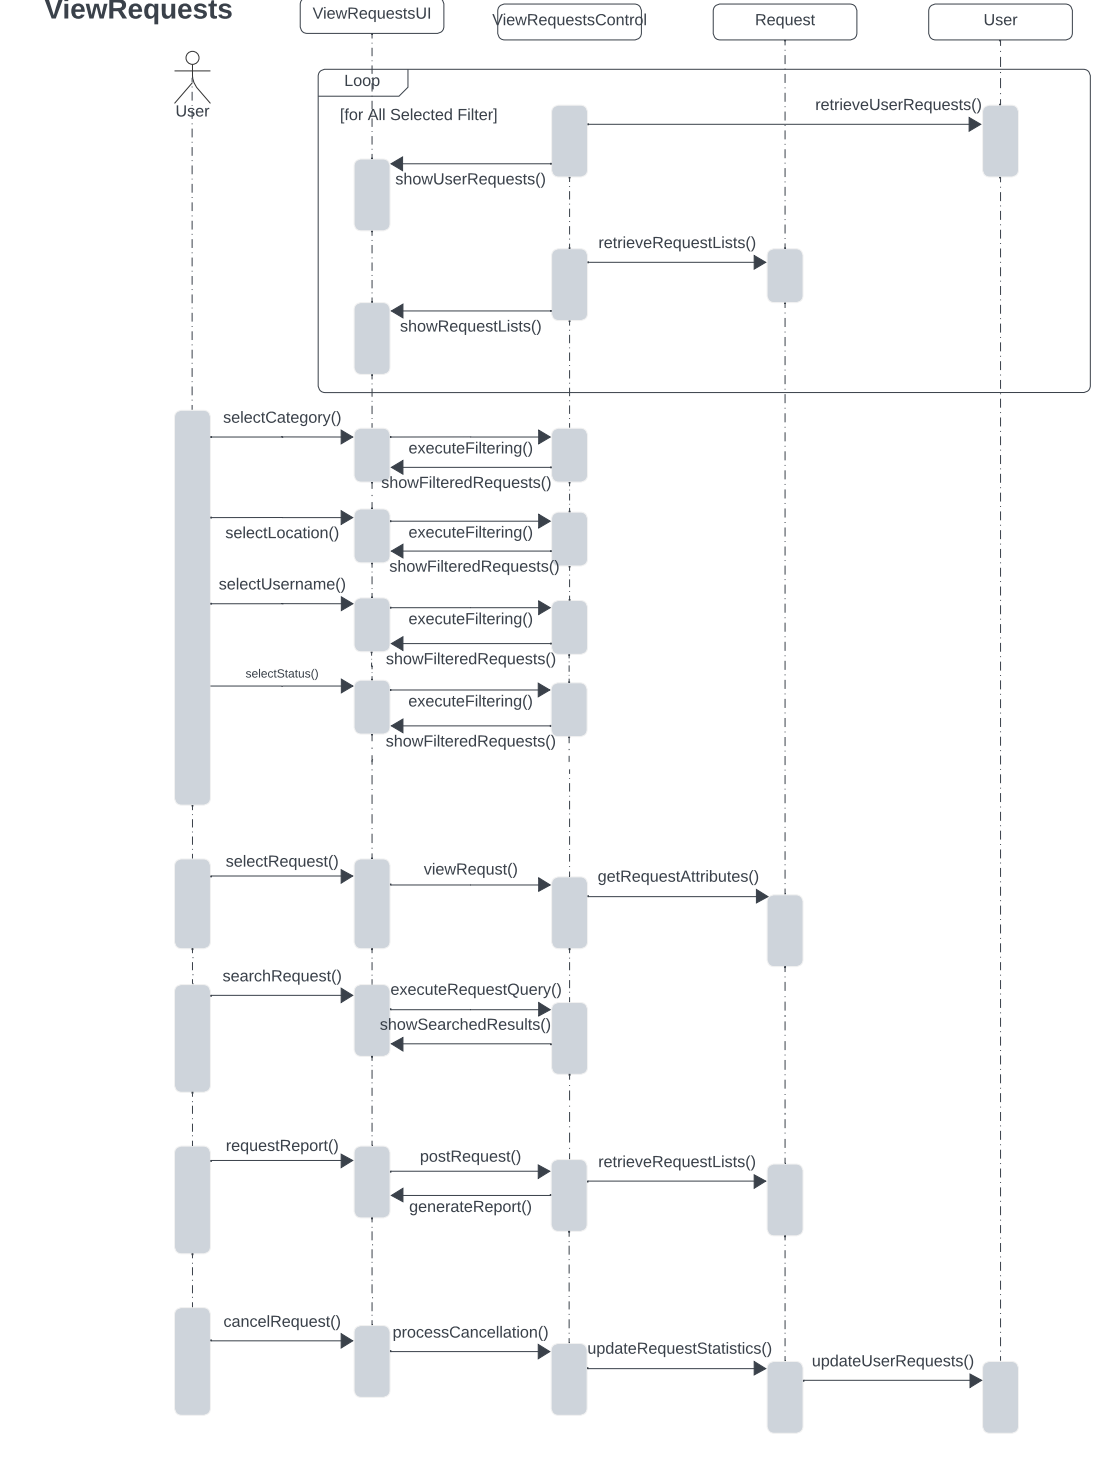 ViewRequests
ViewRequestsUI
ViewRequestsControl
Request
User
User
Loop
[for All Selected Filter]
retrieveUserRequests()
showUserRequests()
retrieveRequestLists()
showRequestLists()
selectCategory()
executeFiltering()
showFilteredRequests()
selectLocation()
executeFiltering()
showFilteredRequests()
selectUsername()
executeFiltering()
showFilteredRequests()
selectStatus()
executeFiltering()
showFilteredRequests()
selectRequest()
viewRequst()
getRequestAttributes()
searchRequest()
executeRequestQuery()
showSearchedResults()
requestReport()
postRequest()
retrieveRequestLists()
generateReport()
cancelRequest()
processCancellation()
updateRequestStatistics()
updateUserRequests()